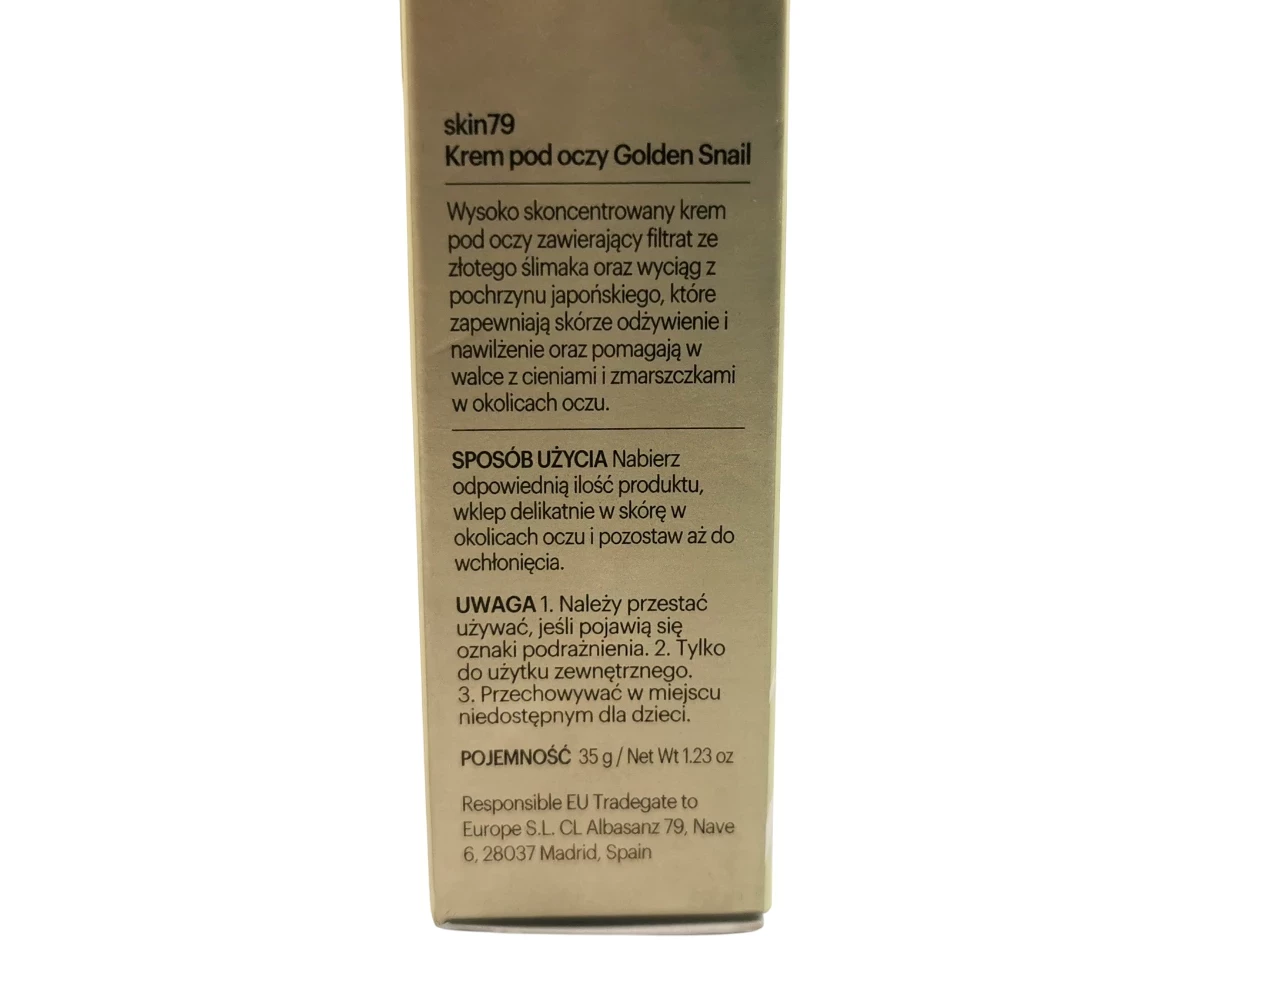 skin79
Krem pod oczy Golden Snail
Wysoko skoncentrowany krem
pod oczy zawierający filtrat ze
złotego ślimaka oraz wyciąg z
pochrzynu japońskiego, które
zapewniają skórze odżywienie i
nawilżenie oraz pomagają w
walce z cieniami i zmarszczkami
w okolicach oczu.
SPOSÓB UŻYCIA Nabierz
odpowiednią ilość produktu,
wklep delikatnie w skórę w
okolicach oczu i pozostaw aż do
wchłonięcia.
UWAGA 1. Należy przestać
używać, jeśli pojawią się
oznaki podrażnienia. 2. Tylko
do użytku zewnętrznego.
3. Przechowywać w miejscu
niedostępnym dla dzieci.
POJEMNOŚĆ 35 g / Net Wt 1.23 oz
Responsible EU Tradegate to
Europe S.L. CL Albasanz 79, Nave
6, 28037 Madrid, Spain